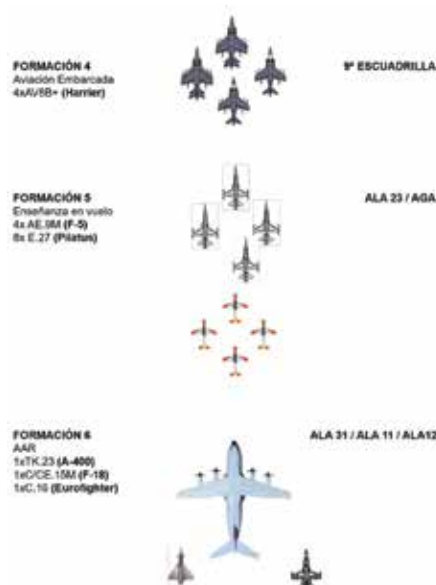 FORMACIÓN 4
Aviación Embarcada
4xAV8B+ (Harrier)
9ª ESCUADRILLA
FORMACIÓN 5
Enseñanza en vuelo
4x AE.9M (F-5)
8x E.27 (Pilatus)
ALA 23 / AGA
FORMACIÓN 6
AAR
1xTK.23 (A-400)
1xC/CE.15M (F-18)
1xC.16 (Eurofighter)
ALA 31 / ALA 11 / ALA12